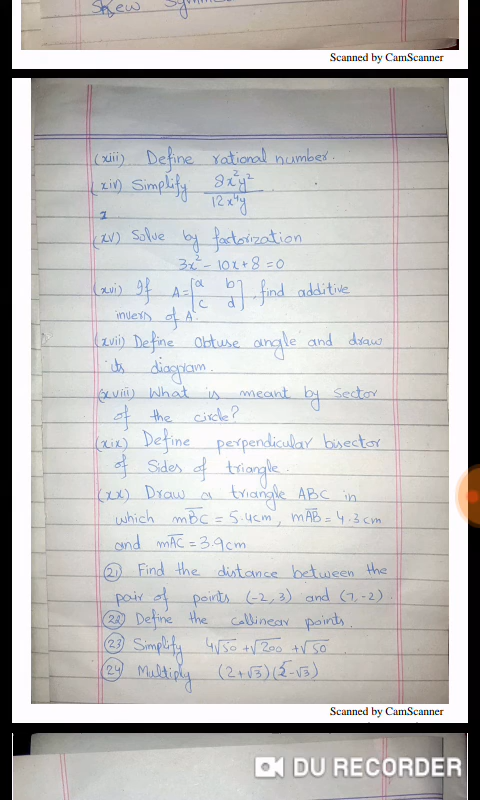 Skew
Scanned by CamScanner
(xiii) Define rational number.
(xiv) Simplify 8x²y² / 12x⁴y
(xv) Solve by factorization
3x² - 10x + 8 = 0
(xvi) If A = [a b c d], find additive
invers of A.
(xvii) Define Obtuse angle and draw
its diagram.
(xviii) What is meant by Sector
of the circle?
(xix) Define perpendicular bisector
of Sides of triangle.
(xx) Draw a triangle ABC in
which mBC = 5.4cm, mAB = 4.3cm
and mAC = 3.9cm
(21) Find the distance between the
pair of points (-2, 3) and (7, -2).
(22) Define the collinear points.
(23) Simplify 4√50 + √200 + √50
(24) Multiply (2+√3)(2-√3)
Scanned by CamScanner
DU RECORDER